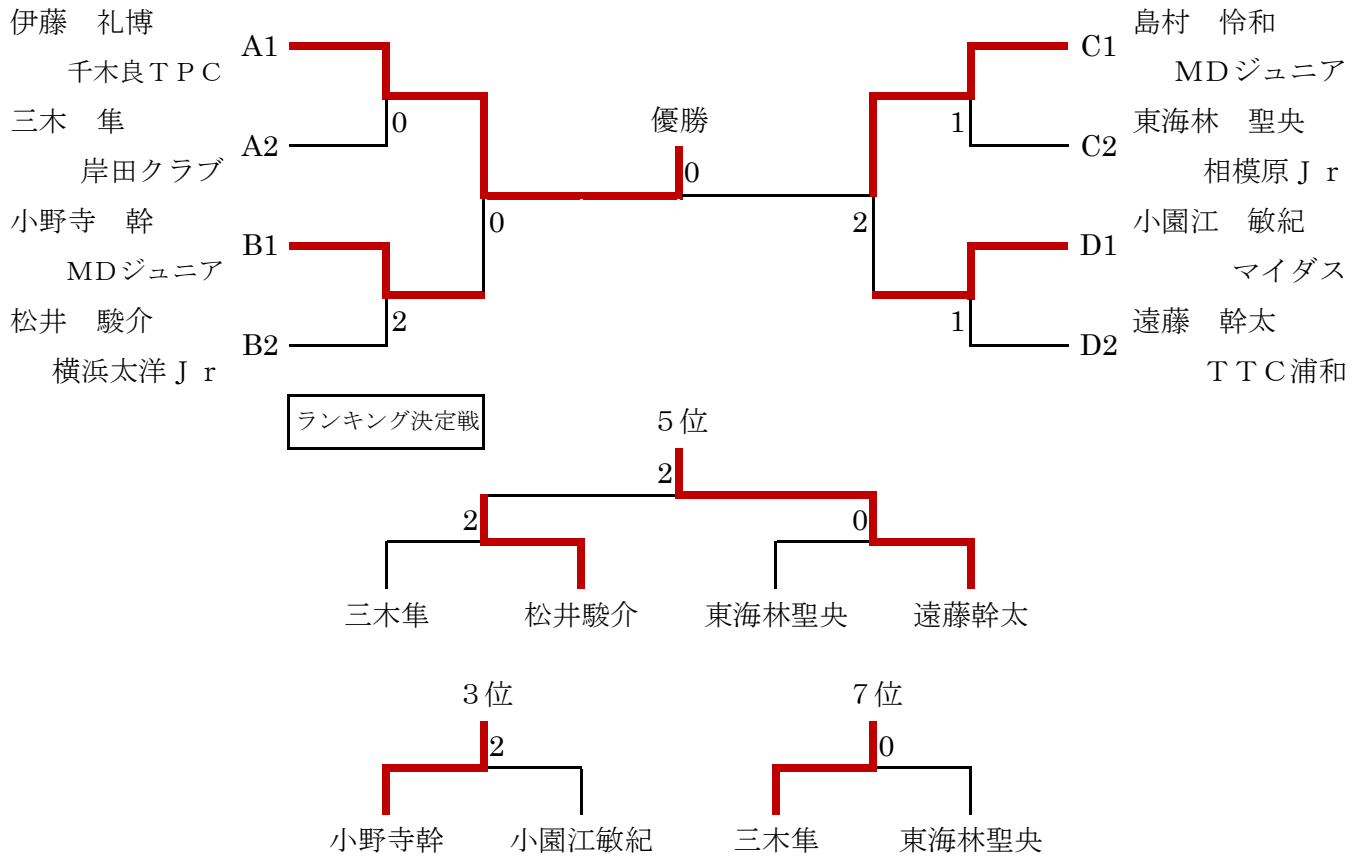 伊藤　礼博
A1
千木良ＴＰＣ
三木　隼
0
A2
岸田クラブ
小野寺　幹
B1
ＭＤジュニア
松井　駿介
2
B2
横浜太洋Ｊｒ
0
優勝
0
島村　怜和
C1
ＭＤジュニア
1
東海林　聖央
C2
相模原Ｊｒ
2
小園江　敏紀
D1
マイダス
1
遠藤　幹太
D2
ＴＴＣ浦和
ランキング決定戦
５位
2
2
0
三木隼
松井駿介
東海林聖央
遠藤幹太
３位
2
小野寺幹
小園江敏紀
７位
0
三木隼
東海林聖央